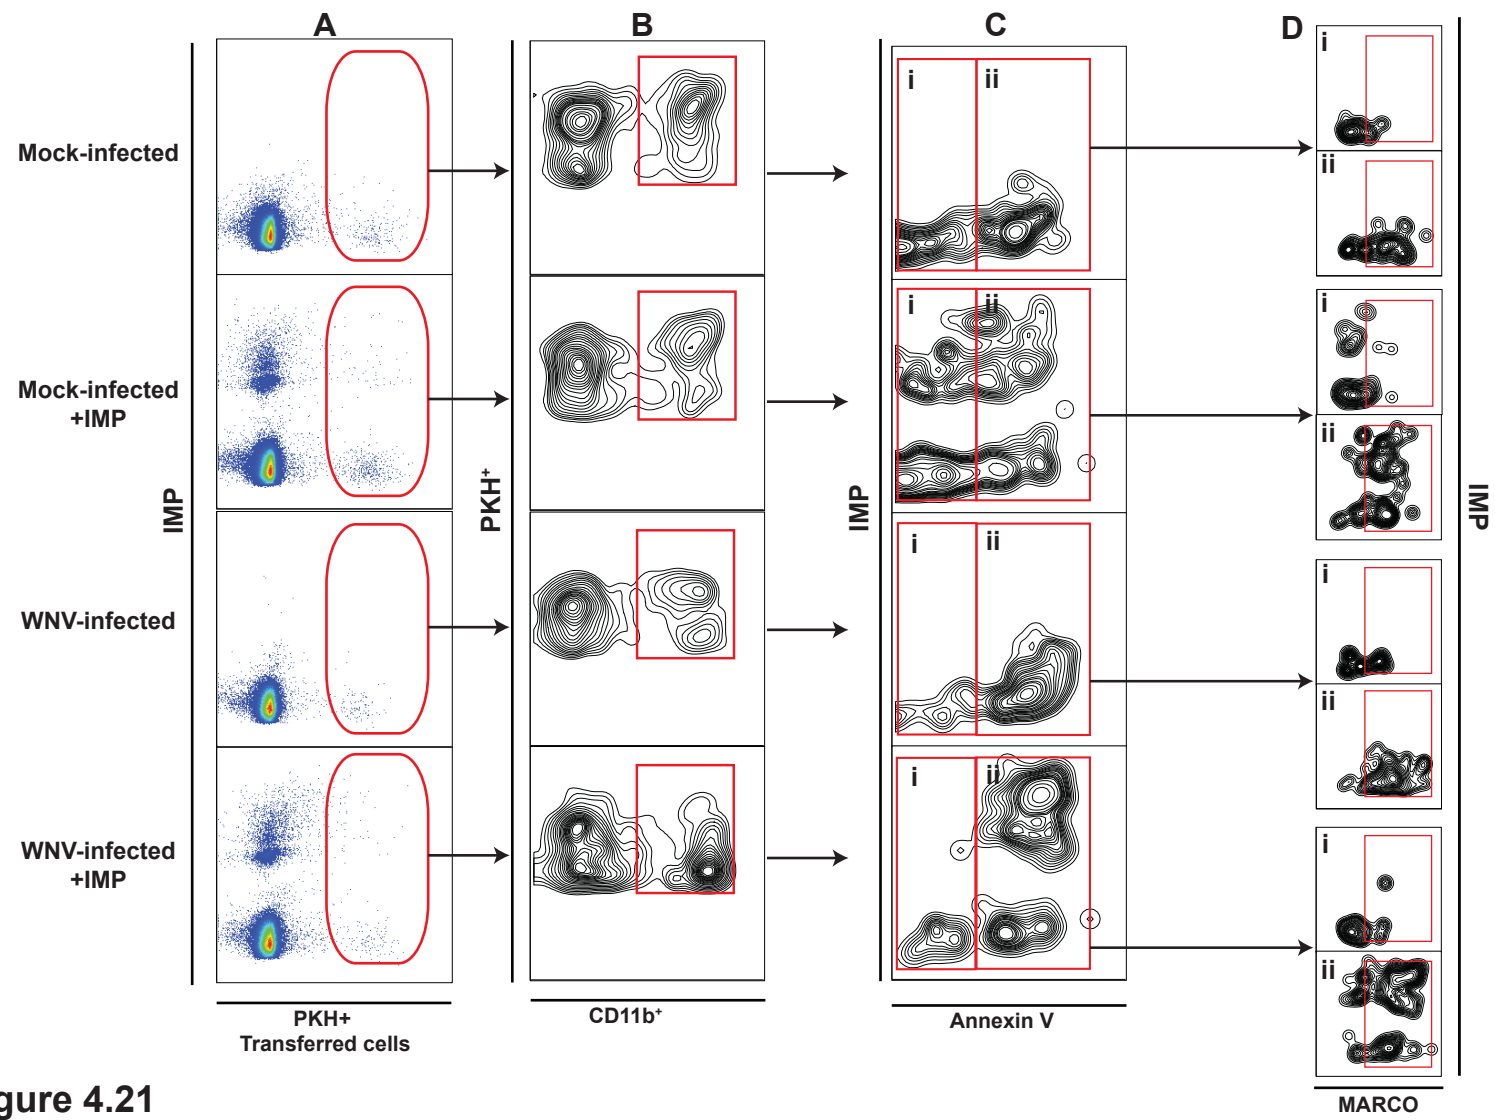 A
B
C
D
Mock-infected
Mock-infected
+IMP
WNV-infected
WNV-infected
+IMP
IMP
PKH+
Transferred cells
PKH+
CD11b+
IMP
i
ii
i
ii
i
ii
i
ii
Annexin V
i
ii
i
ii
i
ii
i
ii
IMP
MARCO
gure 4.21